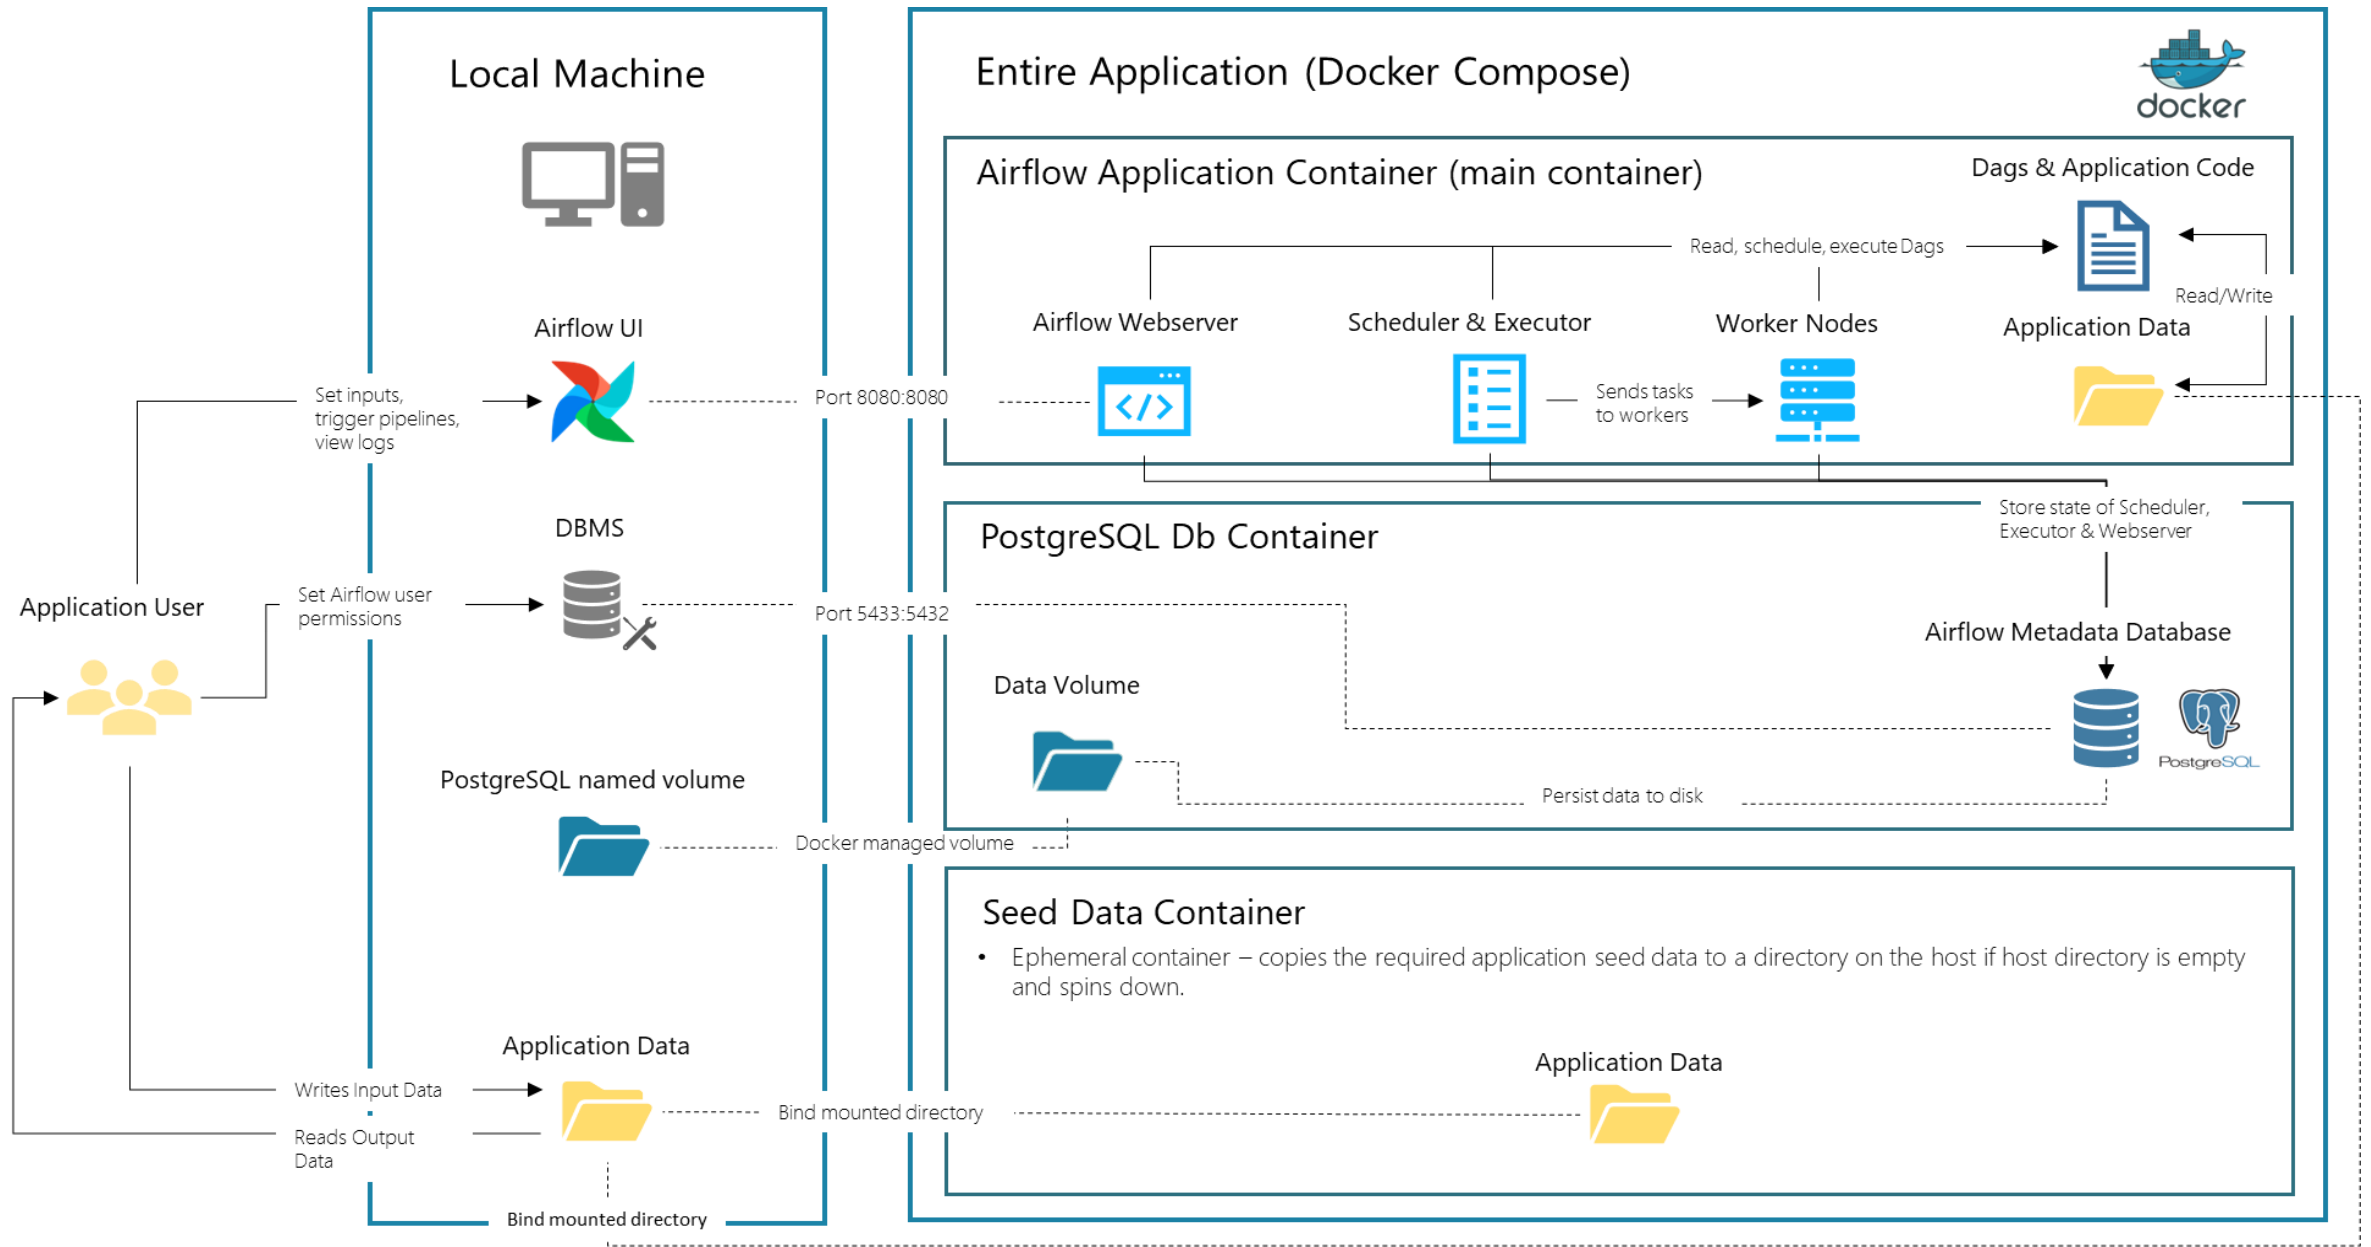 Local Machine
Entire Application (Docker Compose)
docker
Airflow Application Container (main container)
Dags & Application Code
Read, schedule, execute Dags
Read/Write
Airflow UI
Airflow Webserver
Scheduler & Executor
Worker Nodes
Application Data
Set inputs,
trigger pipelines,
view logs
Port 8080:8080
Sends tasks
to workers
Store state of Scheduler,
Executor & Webserver
DBMS
PostgreSQL Db Container
Application User
Set Airflow user
permissions
Port 5433:5432
Airflow Metadata Database
Data Volume
PostgreSQL
PostgreSQL named volume
Persist data to disk
Docker managed volume
Seed Data Container
• Ephemeral container – copies the required application seed data to a directory on the host if host directory is empty
and spins down.
Application Data
Application Data
Writes Input Data
Bind mounted directory
Reads Output
Data
Bind mounted directory